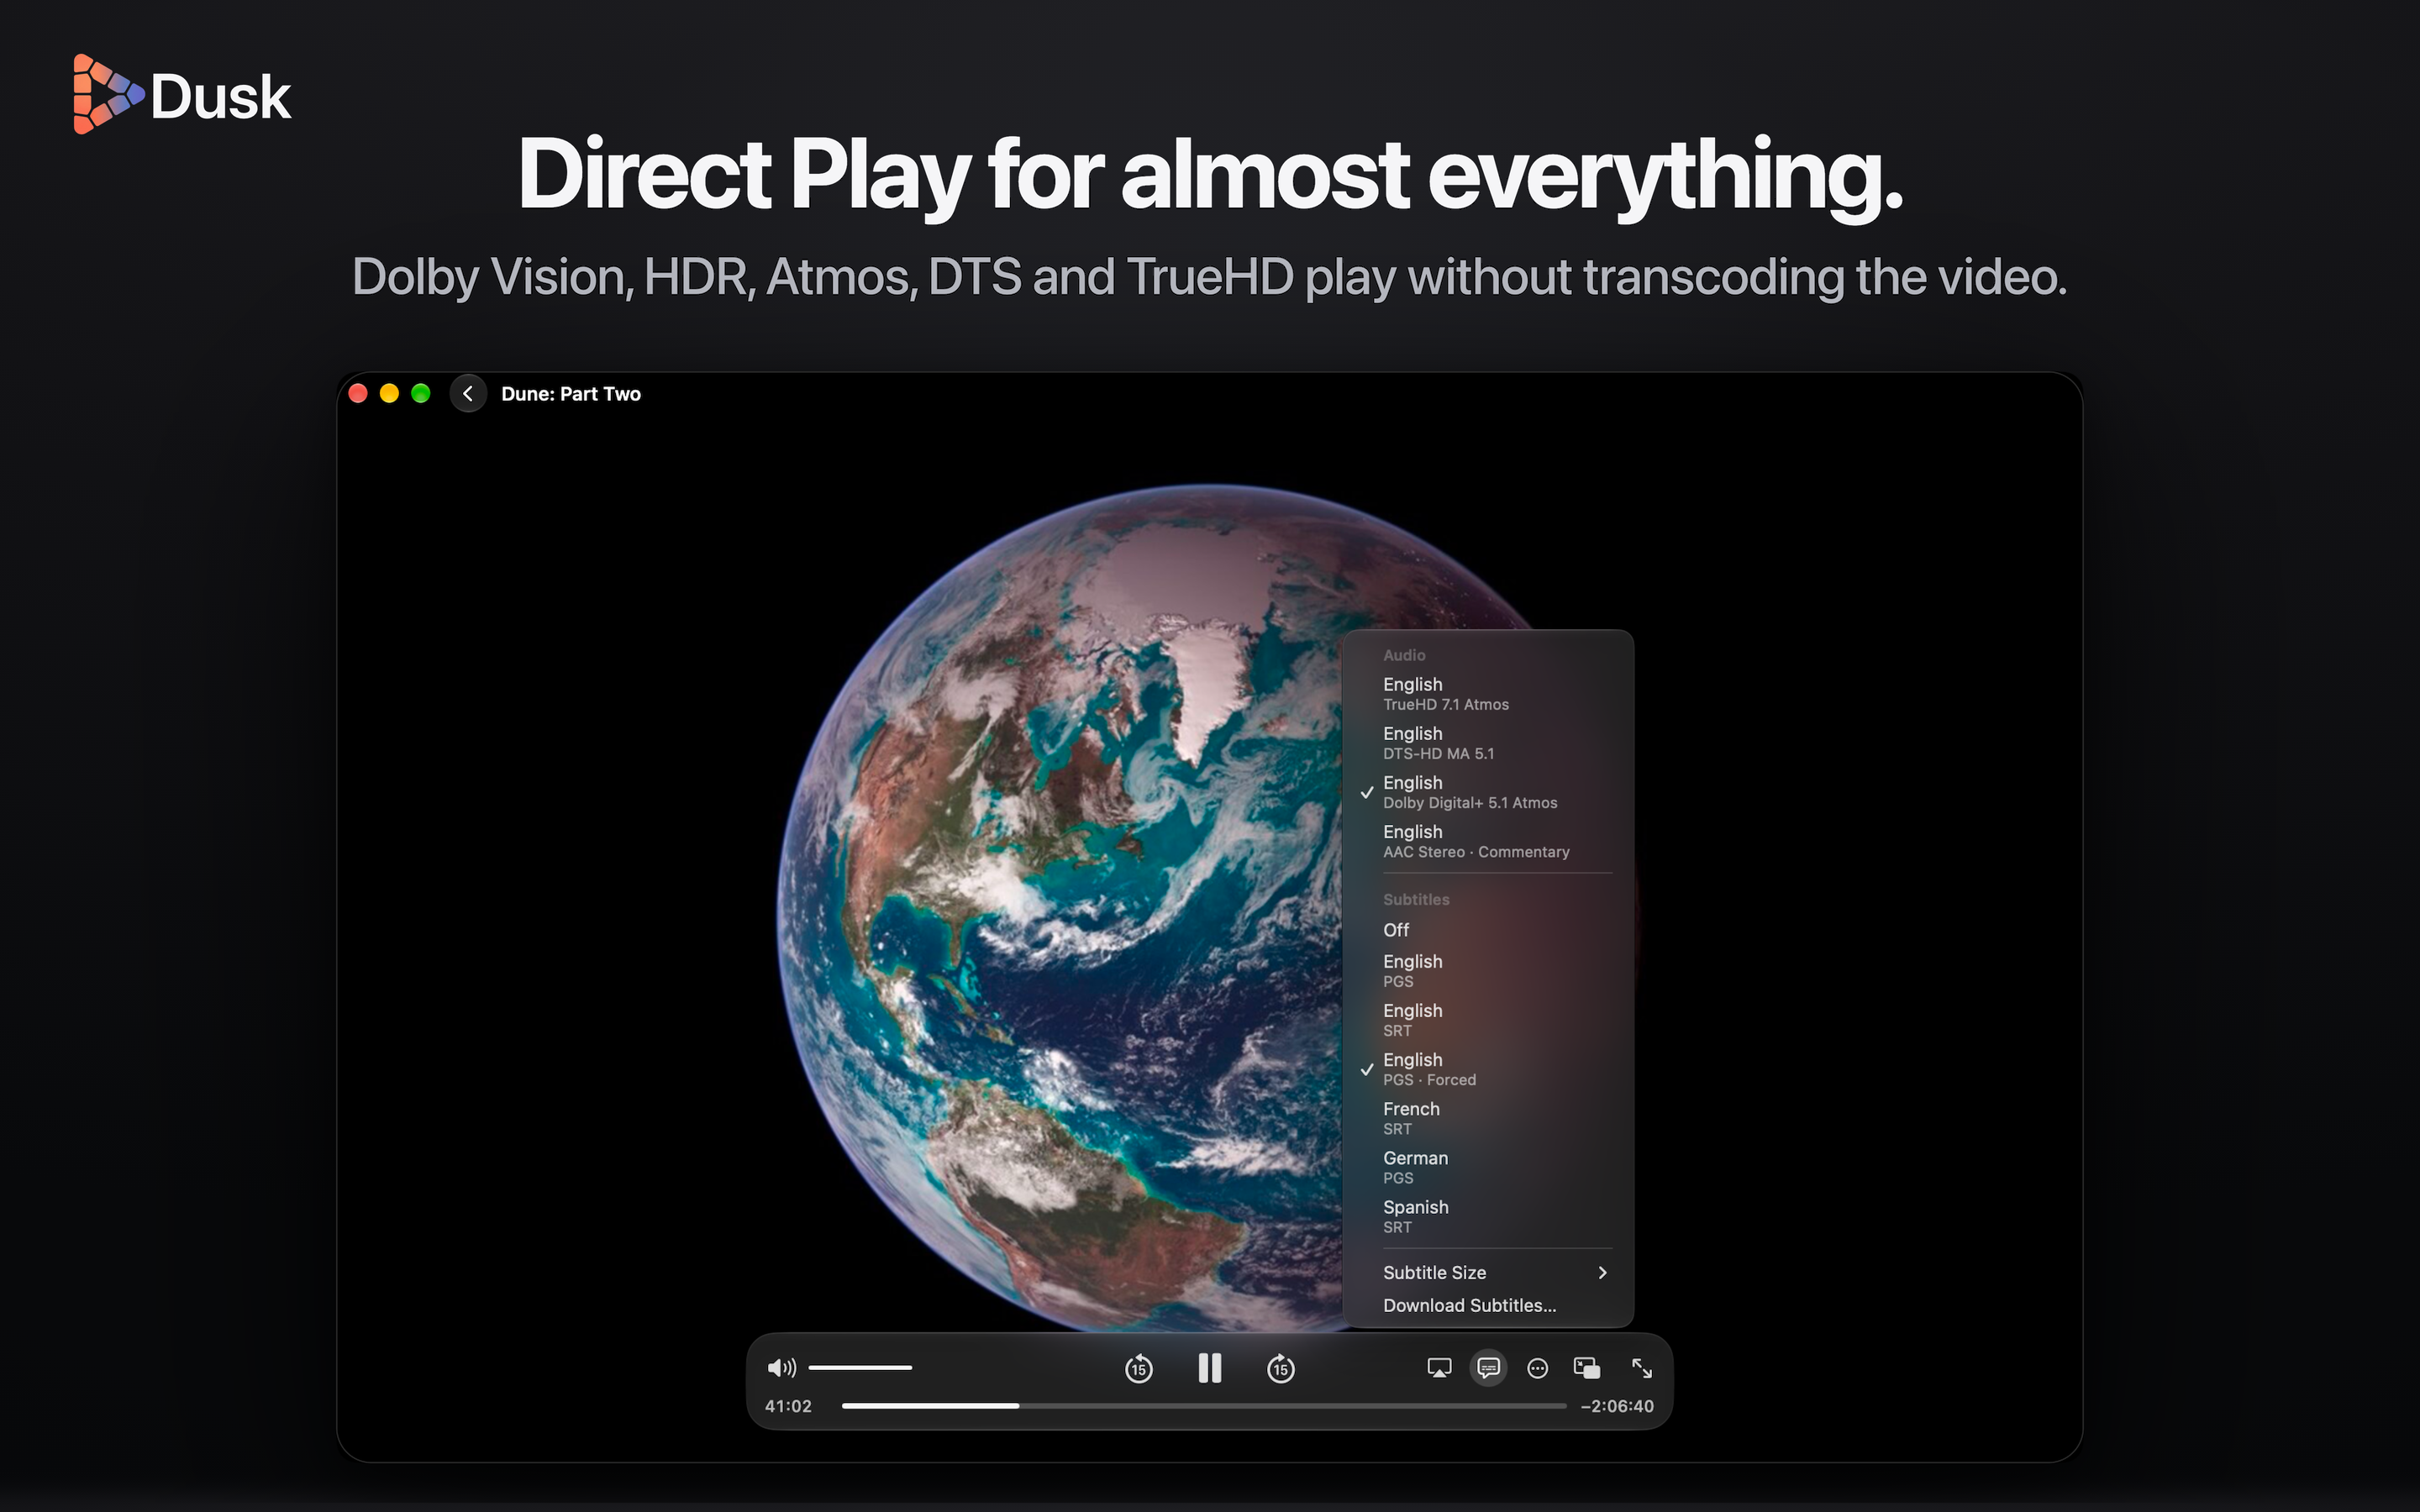 Dusk
Direct Play for almost everything.
Dolby Vision, HDR, Atmos, DTS and TrueHD play without transcoding the video.
Dune: Part Two
Audio
English
TrueHD 7.1 Atmos
English
DTS-HD MA 5.1
English
Dolby Digital+ 5.1 Atmos
English
AAC Stereo · Commentary
Subtitles
Off
English
PGS
English
SRT
English
PGS · Forced
French
SRT
German
PGS
Spanish
SRT
Subtitle Size
Download Subtitles...
15
15
41:02
−2:06:40